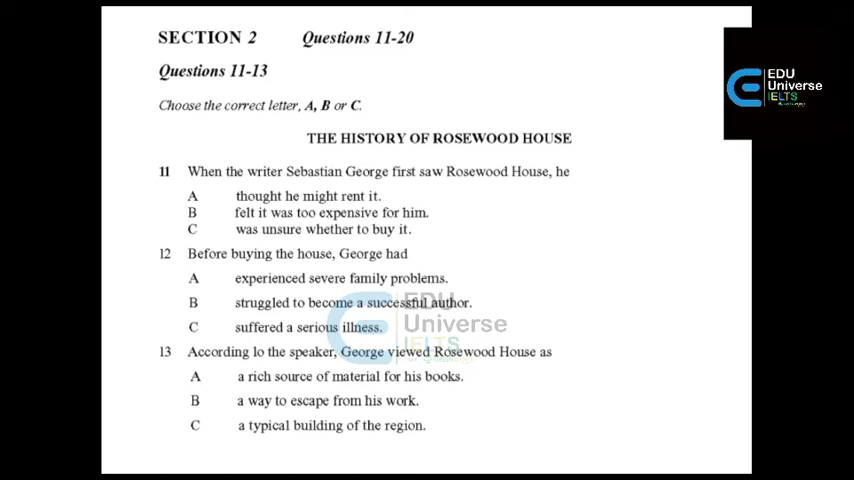 SECTION 2 Questions 11-20
Questions 11-13
Choose the correct letter, A, B or C.
THE HISTORY OF ROSEWOOD HOUSE
11 When the writer Sebastian George first saw Rosewood House, he
A thought he might rent it.
B felt it was too expensive for him.
C was unsure whether to buy it.
12 Before buying the house, George had
A experienced severe family problems.
B struggled to become a successful author.
C suffered a serious illness.
13 According lo the speaker, George viewed Rosewood House as
A a rich source of material for his books.
B a way to escape from his work.
C a typical building of the region.
EDU
Universe
IELTS
EDU
Universe
IELTS